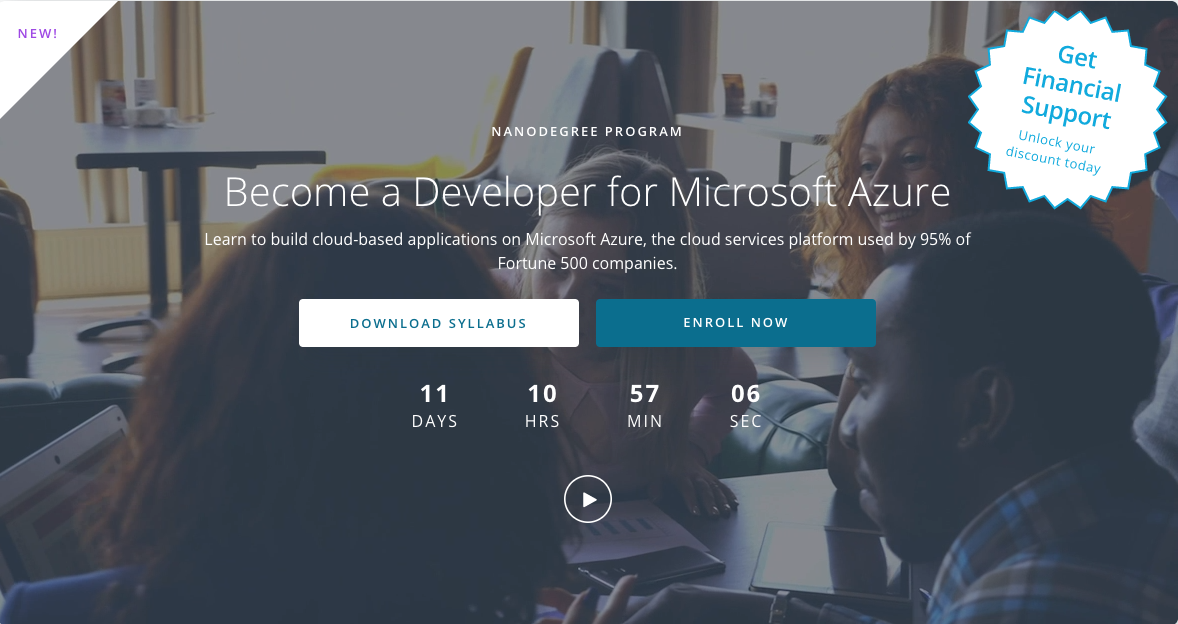 NEW!
Get
Financial
Support
Unlock your
discount today
NANODEGREE PROGRAM
Become a Developer for Microsoft Azure
Learn to build cloud-based applications on Microsoft Azure, the cloud services platform used by 95% of
Fortune 500 companies.
DOWNLOAD SYLLABUS
ENROLL NOW
11 10 57 06
DAYS HRS MIN SEC